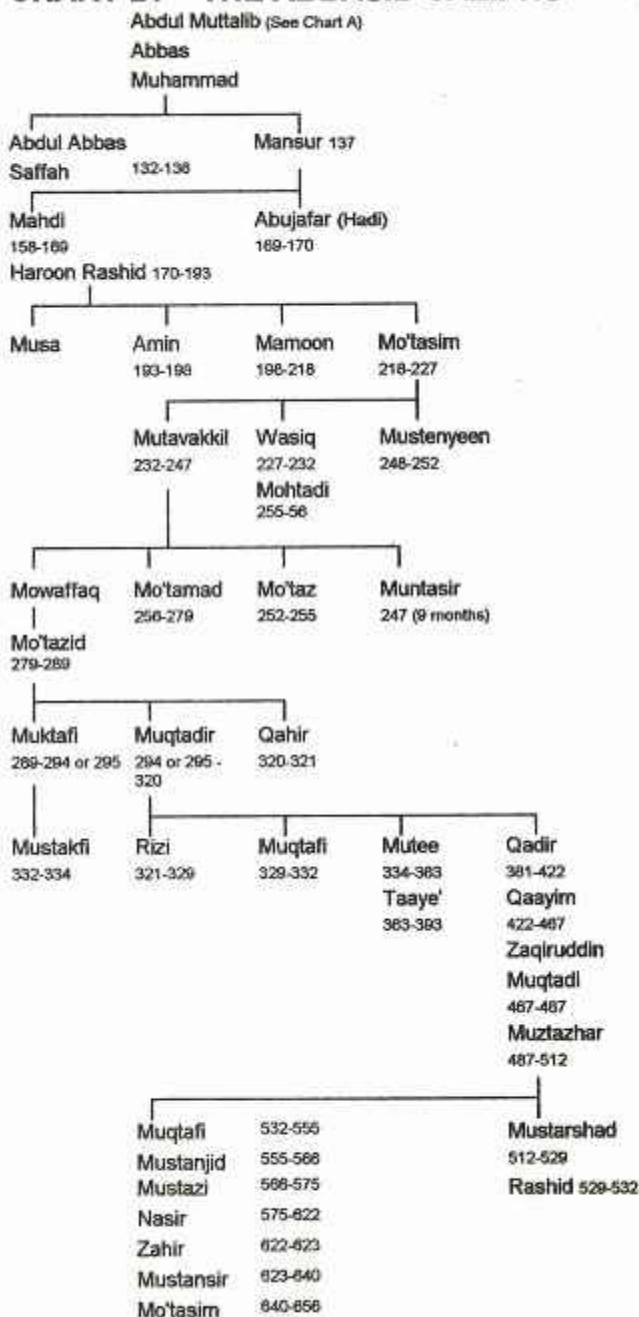 Abdul Muttalib (See Chart A)
Abbas
Muhammad
Abdul Abbas
Saffah 132-136
Mansur 137
Mahdi
158-169
Abujafar (Hadi)
169-170
Haroon Rashid 170-193
Musa
Amin
193-198
Mamoon
198-218
Mo'tasim
218-227
Mutavakkil
232-247
Wasiq
227-232
Mohtadi
255-56
Mustenyeen
248-252
Mowaffaq
Mo'tamad
256-279
Mo'taz
252-255
Muntasir
247 (9 months)
Mo'tazid
279-289
Muktafi
289-294 or 295
Muqtadir
294 or 295 -
320
Qahir
320-321
Mustakfi
332-334
Rizi
321-329
Muqtafi
329-332
Mutee
334-363
Taaye'
363-393
Qadir
381-422
Qaayim
422-467
Zaqiruddin
Muqtadi
467-487
Muztazhar
487-512
Muqtafi 532-555
Mustanjid 555-566
Mustazi 566-575
Nasir 575-622
Zahir 622-623
Mustansir 623-640
Mo'tasim 640-656
Mustarshad
512-529
Rashid 529-532